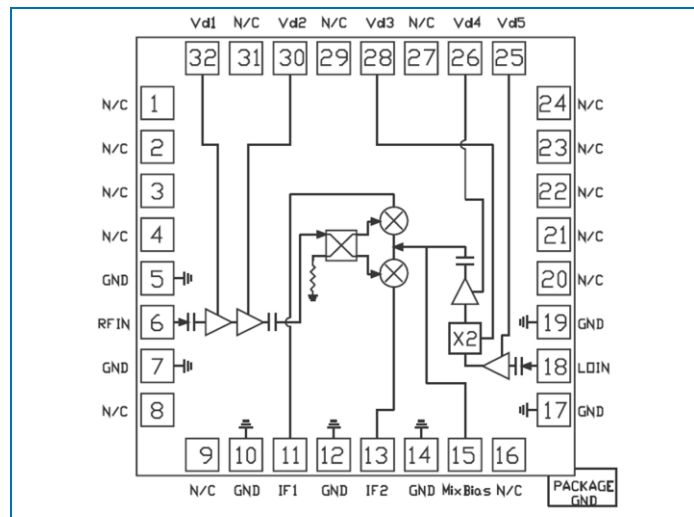 Vd1 N/C Vd2 N/C Vd3 N/C Vd4 Vd5
32 31 30 29 28 27 26 25
N/C 1
N/C 2
N/C 3
N/C 4
GND 5
RFIN 6
GND 7
N/C 8
24 N/C
23 N/C
22 N/C
21 N/C
20 N/C
19 GND
18 LOIN
17 GND
X2
9 10 11 12 13 14 15 16
N/C GND IF1 GND IF2 GND MixBias N/C
PACKAGE
GND